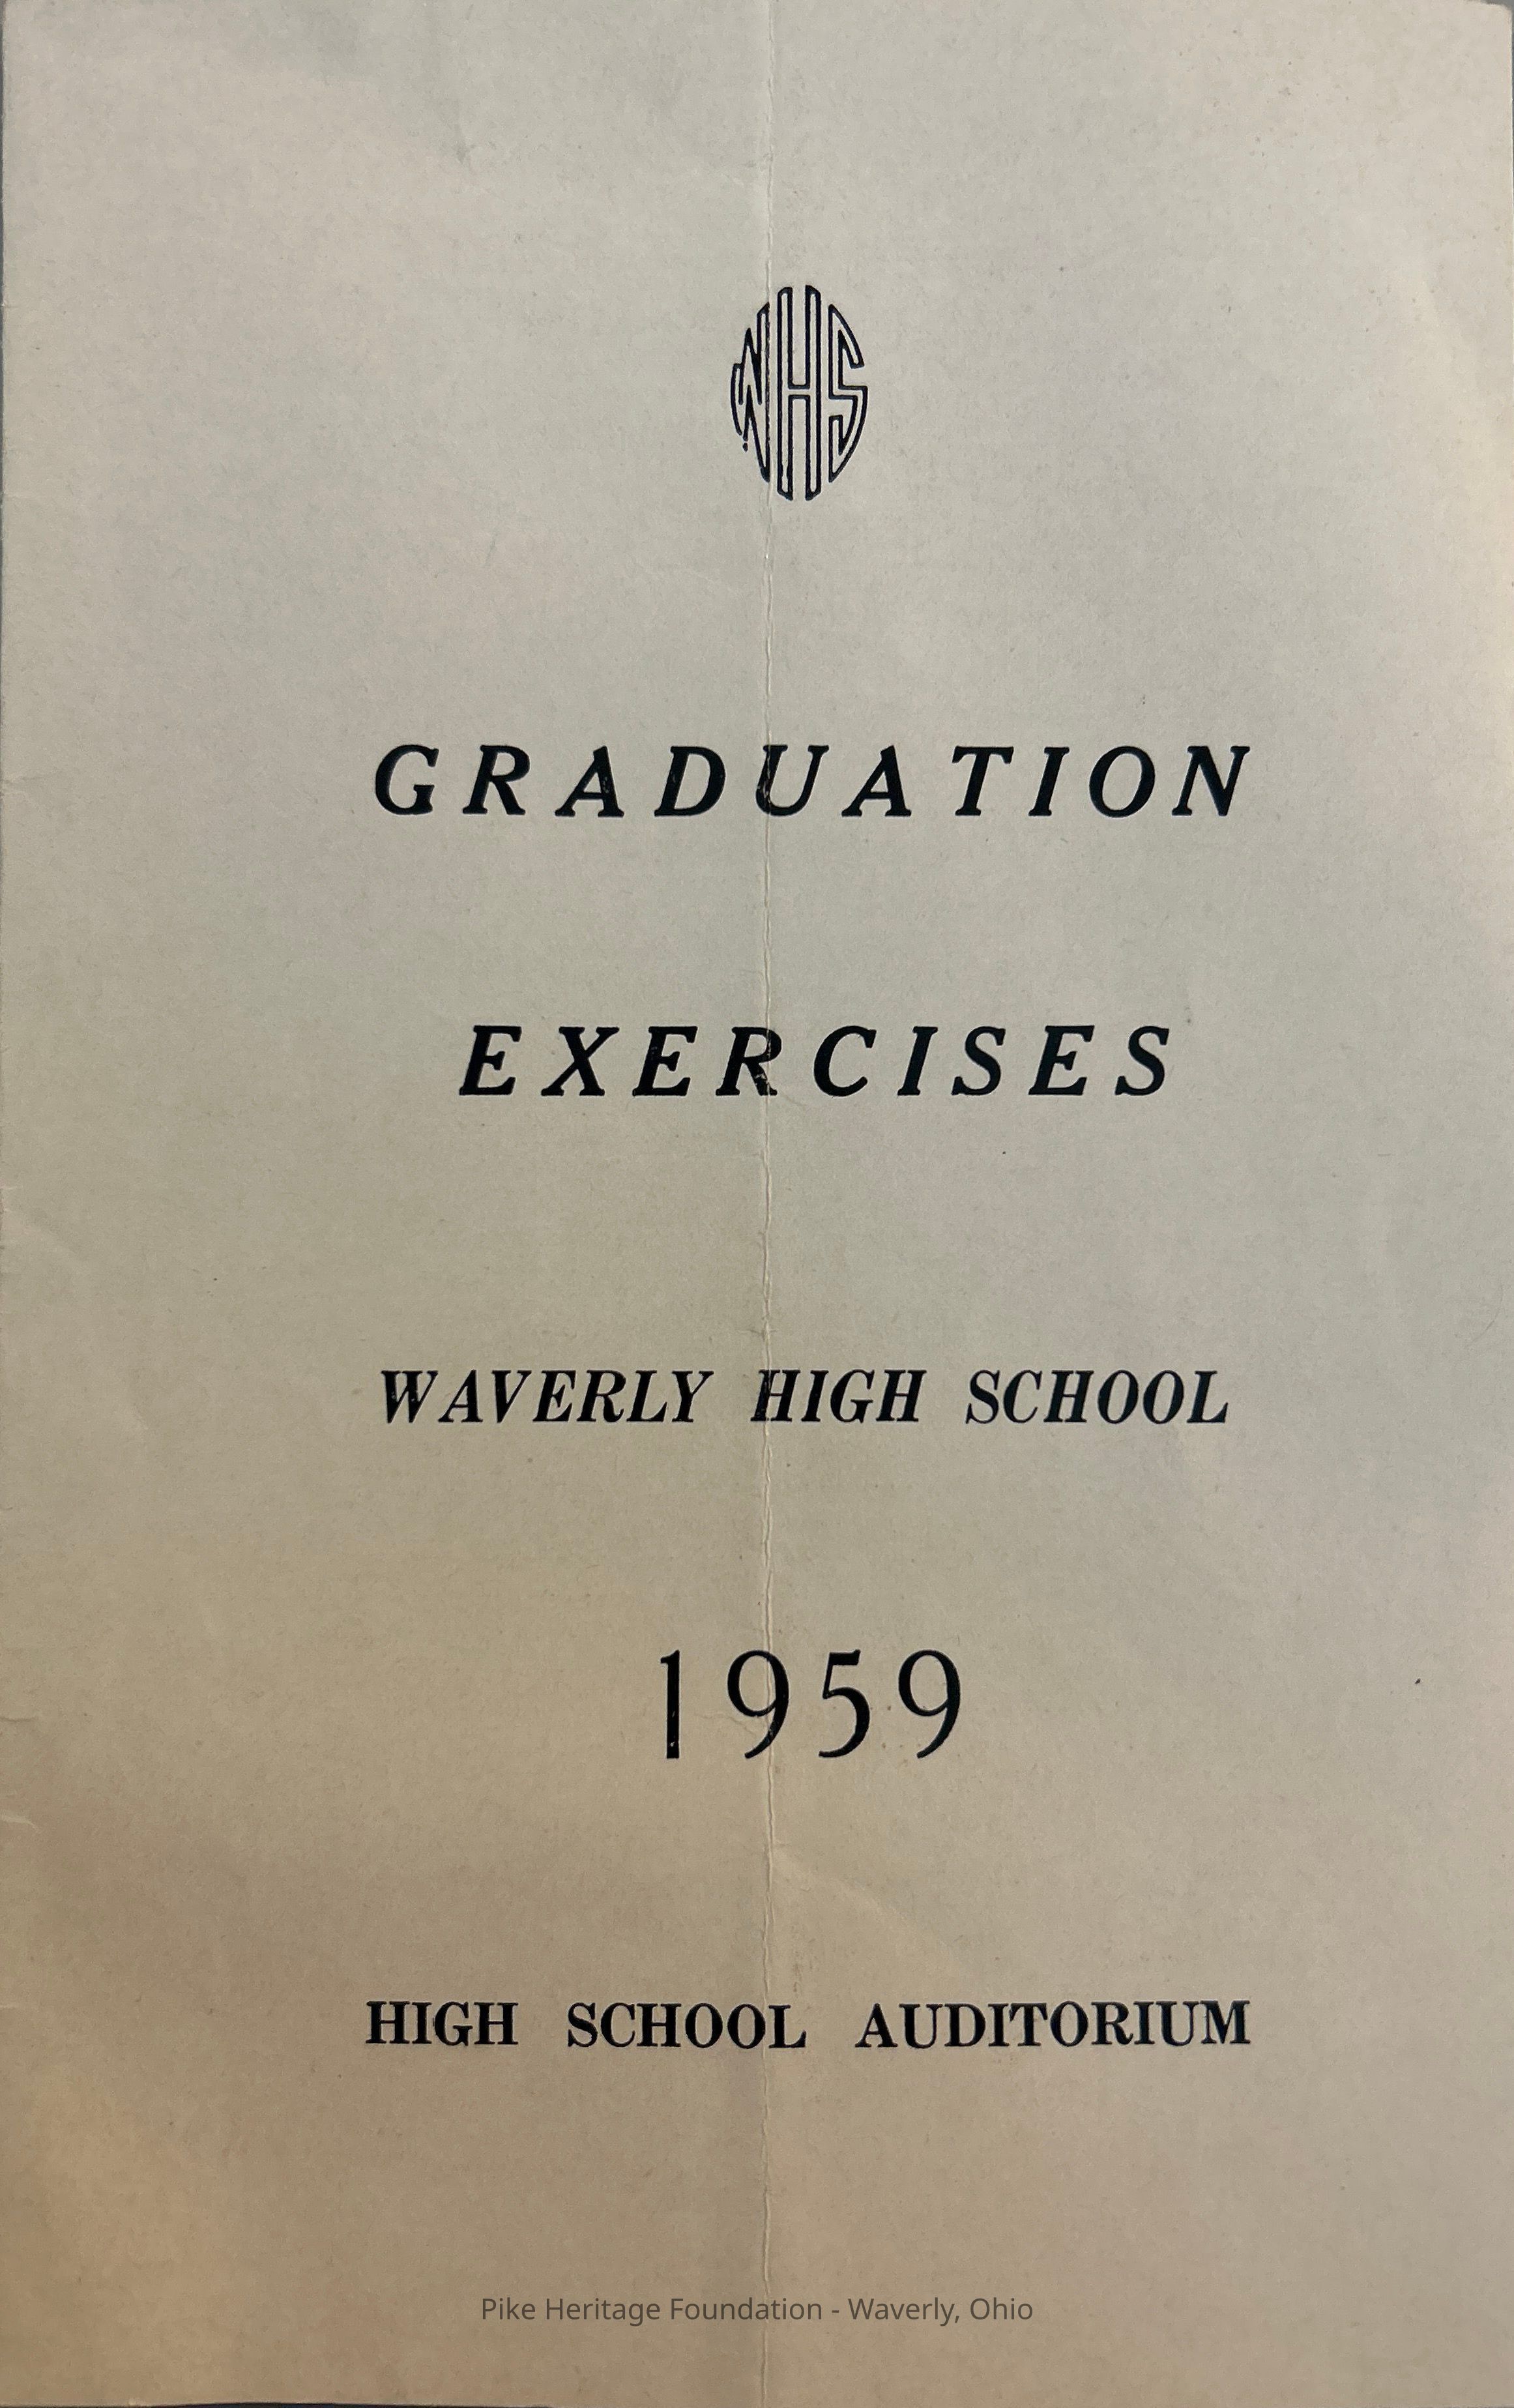 WHS
GRADUATION
EXERCISES
WAVERLY HIGH SCHOOL
1959
HIGH SCHOOL AUDITORIUM
Pike Heritage Foundation - Waverly, Ohio